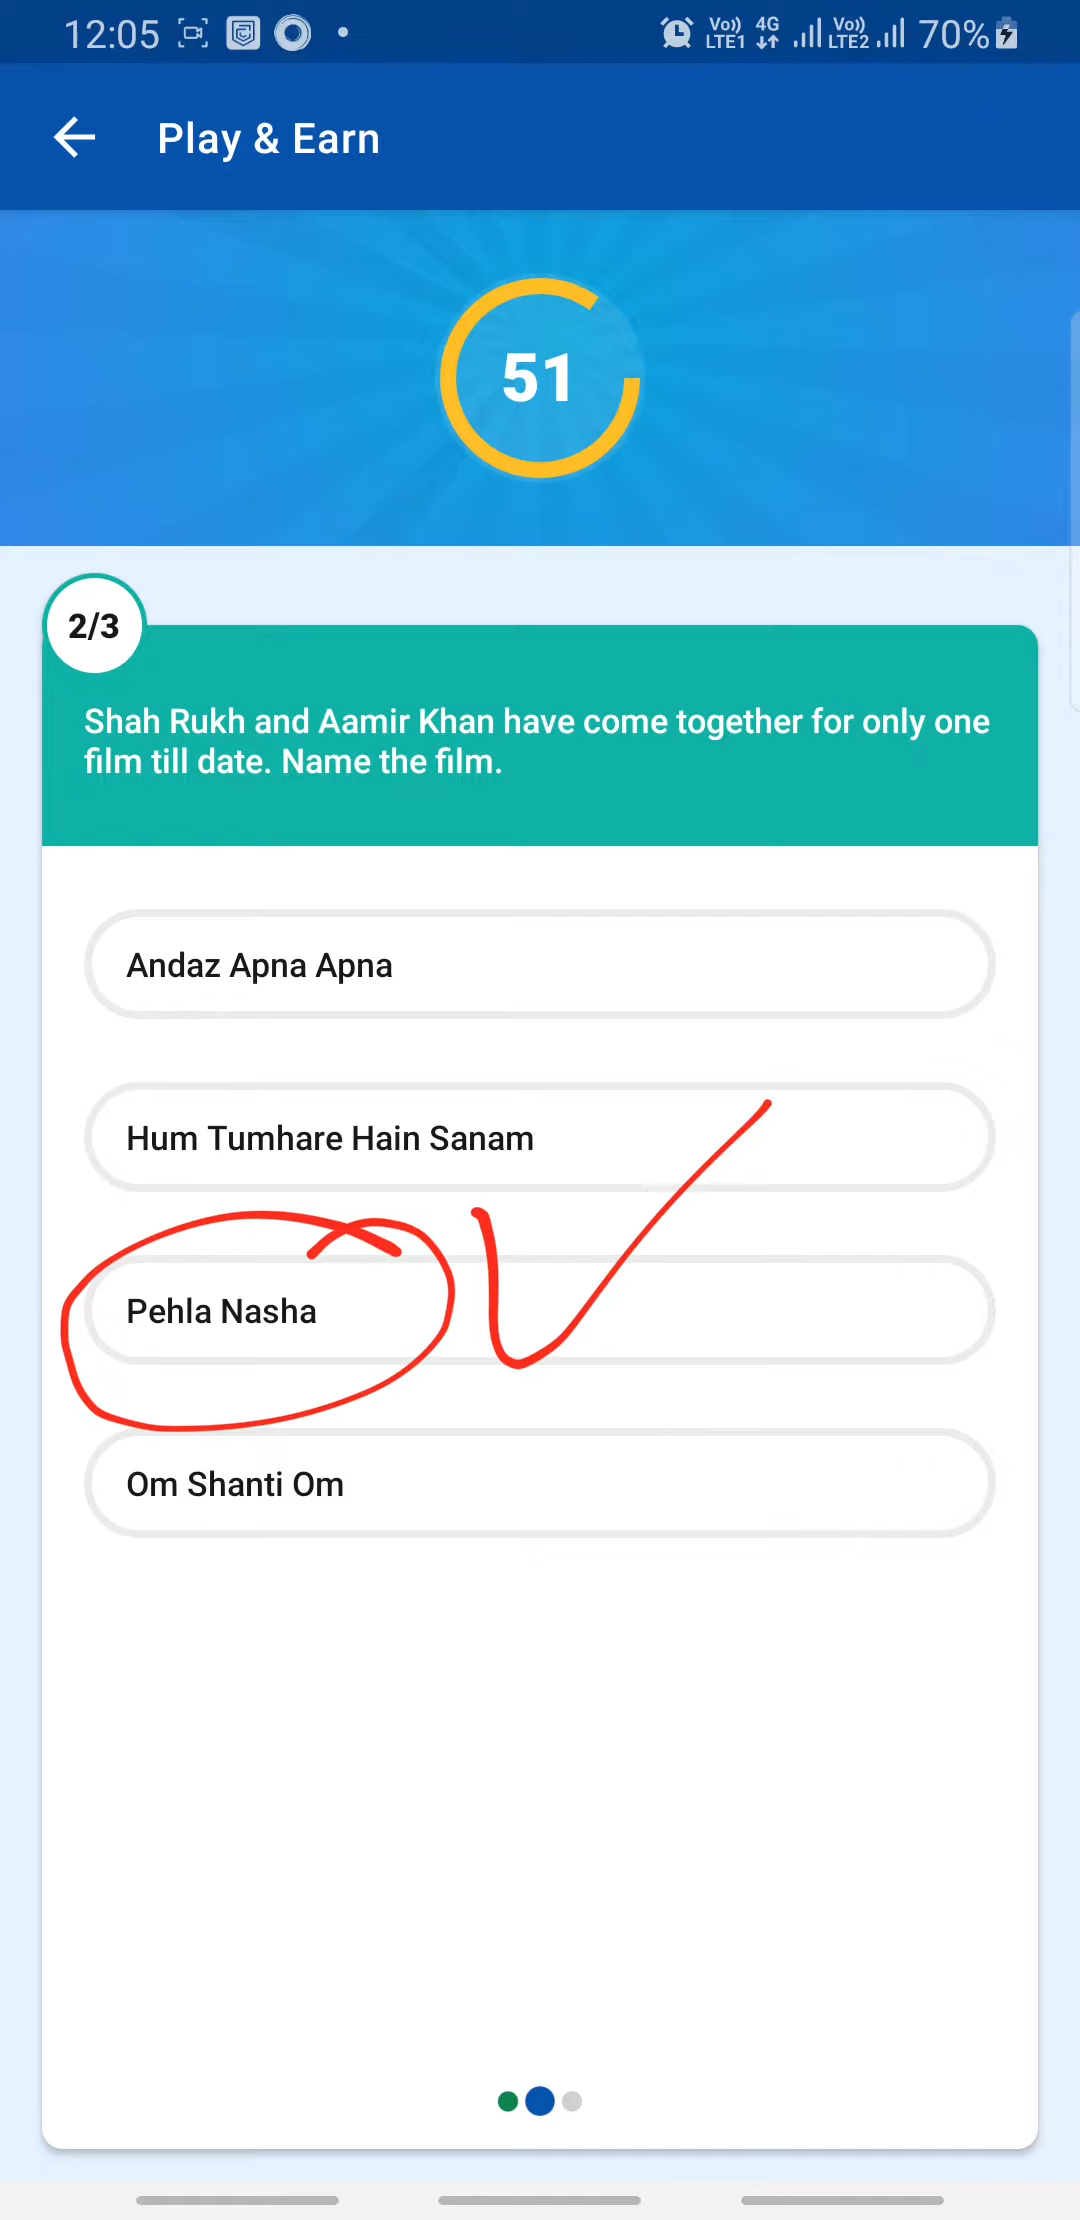 12:05
Vo)) LTE1 4G Vo)) LTE2 70%
Play & Earn
51
2/3
Shah Rukh and Aamir Khan have come together for only one
film till date. Name the film.
Andaz Apna Apna
Hum Tumhare Hain Sanam
Pehla Nasha
Om Shanti Om